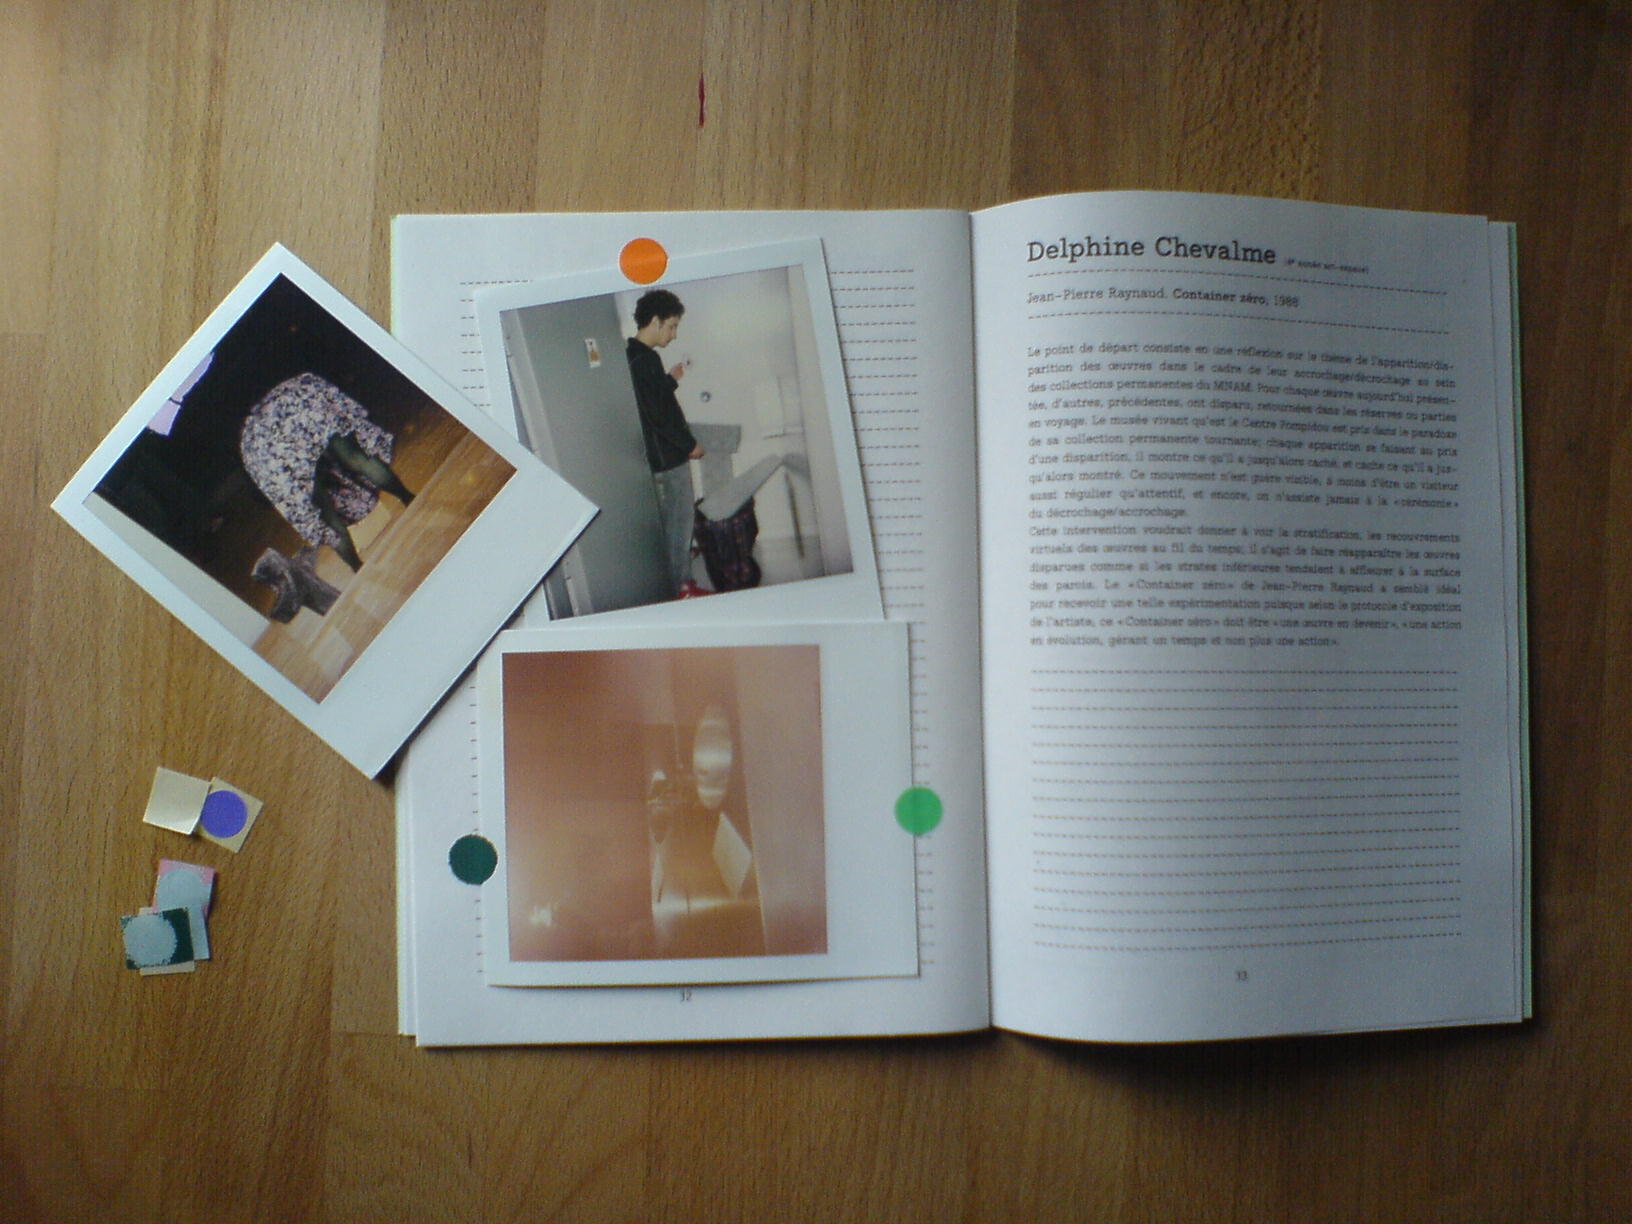 Delphine Chevalme (4e année art-espace)
Jean-Pierre Raynaud. Container zéro, 1988
Le point de départ consiste en une réflexion sur le thème de l'apparition/dis-
parition des œuvres dans le cadre de leur accrochage/décrochage au sein
des collections permanentes du MNAM. Pour chaque œuvre aujourd'hui présen-
tée, d'autres, précédentes, ont disparu, retournées dans les réserves ou parties
en voyage. Le musée vivant qu'est le Centre Pompidou est pris dans le paradoxe
de sa collection permanente tournante; chaque apparition se faisant au prix
d'une disparition, il montre ce qu'il a jusqu'alors caché, et cache ce qu'il a jus-
qu'alors montré. Ce mouvement n'est guère visible, à moins d'être un visiteur
aussi régulier qu'attentif, et encore, on n'assiste jamais à la «cérémonie»
du décrochage/accrochage.
Cette intervention voudrait donner à voir la stratification, les recouvrements
virtuels des œuvres au fil du temps; il s'agit de faire réapparaître les œuvres
disparues comme si les strates inférieures tendaient à affleurer à la surface
des parois. Le «Container zéro» de Jean-Pierre Raynaud a semblé idéal
pour recevoir une telle expérimentation puisque selon le protocole d'exposition
de l'artiste, ce «Container zéro» doit être «une œuvre en devenir», «une action
en évolution, gérant un temps et non plus une action».
32
33